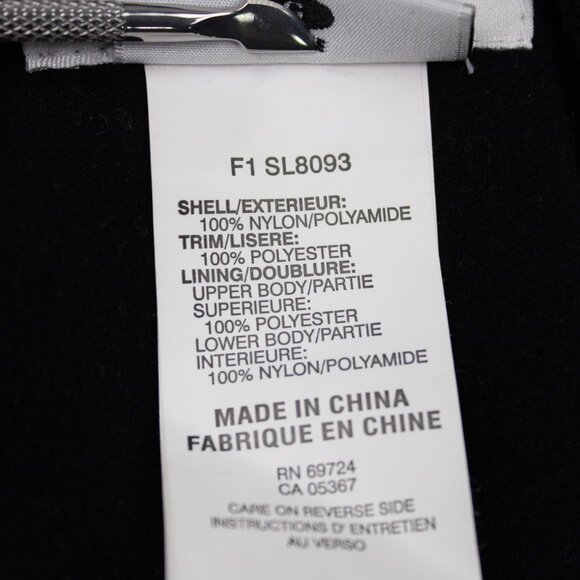 F1 SL8093
SHELL/EXTERIEUR:
100% NYLON/POLYAMIDE
TRIM/LISERE:
100% POLYESTER
LINING/DOUBLURE:
UPPER BODY/PARTIE
SUPERIEURE:
100% POLYESTER
LOWER BODY/PARTIE
INTERIEURE:
100% NYLON/POLYAMIDE
MADE IN CHINA
FABRIQUE EN CHINE
RN 69724
CA 05367
CARE ON REVERSE SIDE
INSTRUCTIONS D' ENTRETIEN
AU VERSO